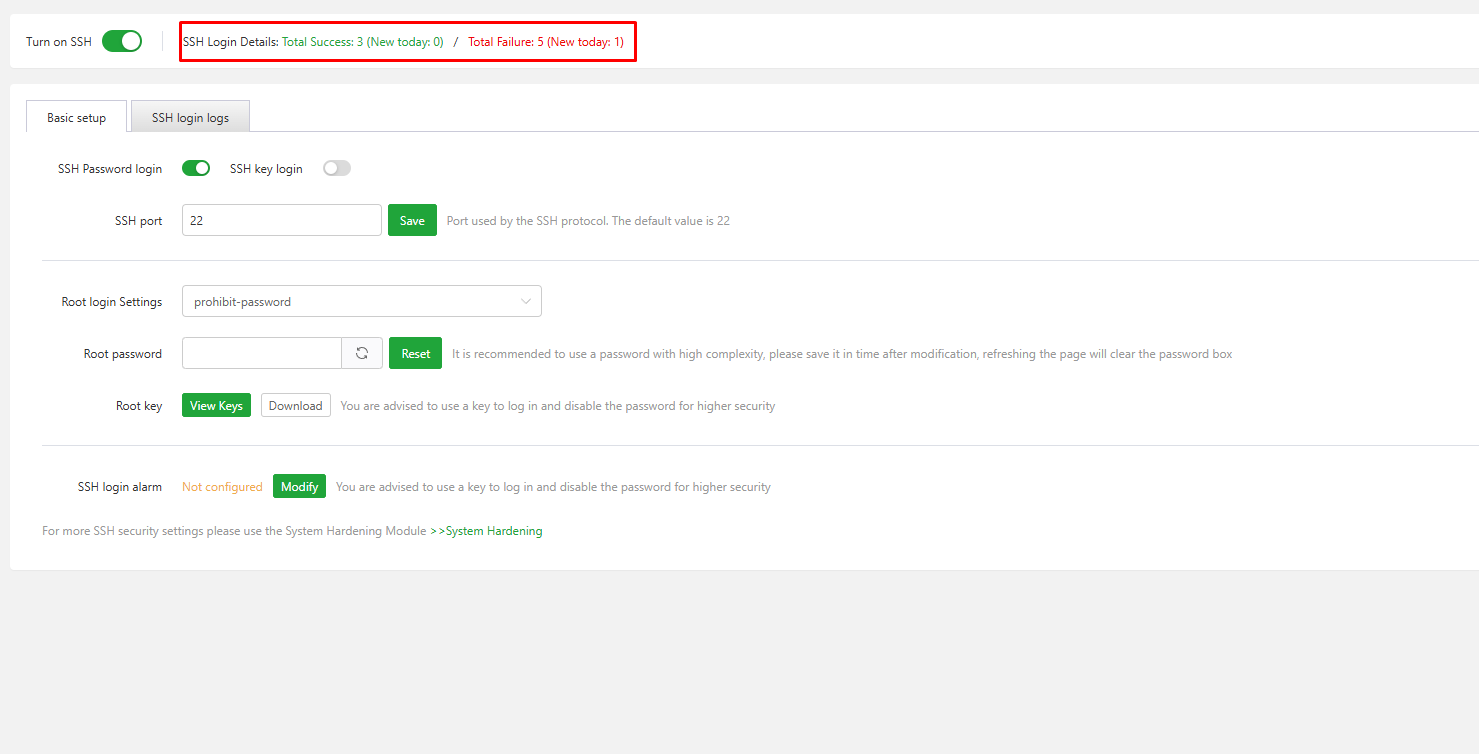 Turn on SSH SSH Login Details: Total Success: 3 (New today: 0) / Total Failure: 5 (New today: 1)
Basic setup SSH login logs
SSH Password login SSH key login
SSH port 22 Save Port used by the SSH protocol. The default value is 22
Root login Settings prohibit-password
Root password Reset It is recommended to use a password with high complexity, please save it in time after modification, refreshing the page will clear the password box
Root key View Keys Download You are advised to use a key to log in and disable the password for higher security
SSH login alarm Not configured Modify You are advised to use a key to log in and disable the password for higher security
For more SSH security settings please use the System Hardening Module >>System Hardening